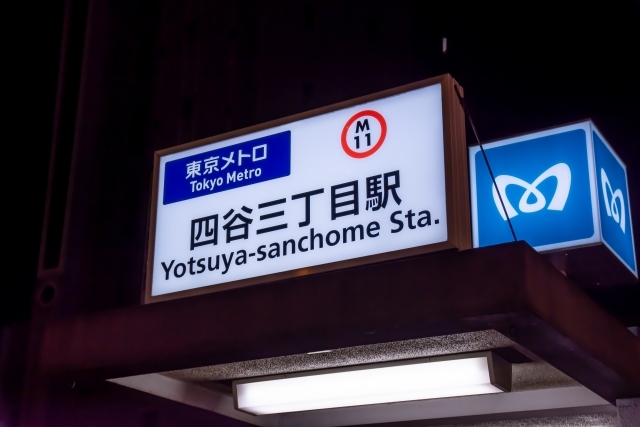 東京メトロ
Tokyo Metro
M
11
四谷三丁目駅
Yotsuya-sanchome Sta.